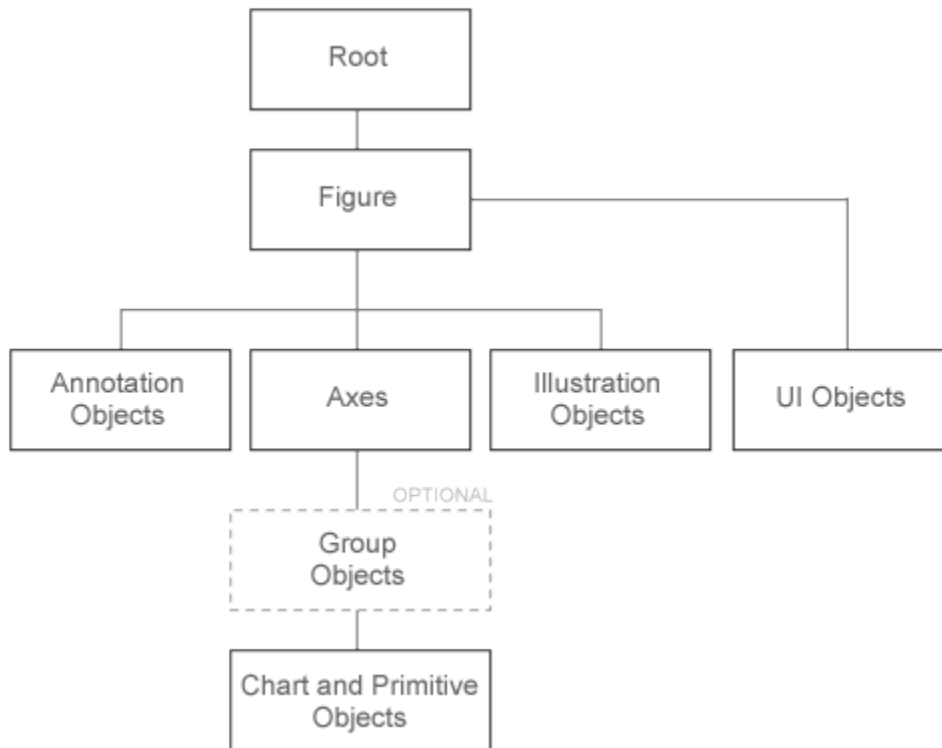 Root
Figure
Annotation
Objects
Axes
Illustration
Objects
UI Objects
OPTIONAL
Group
Objects
Chart and Primitive
Objects